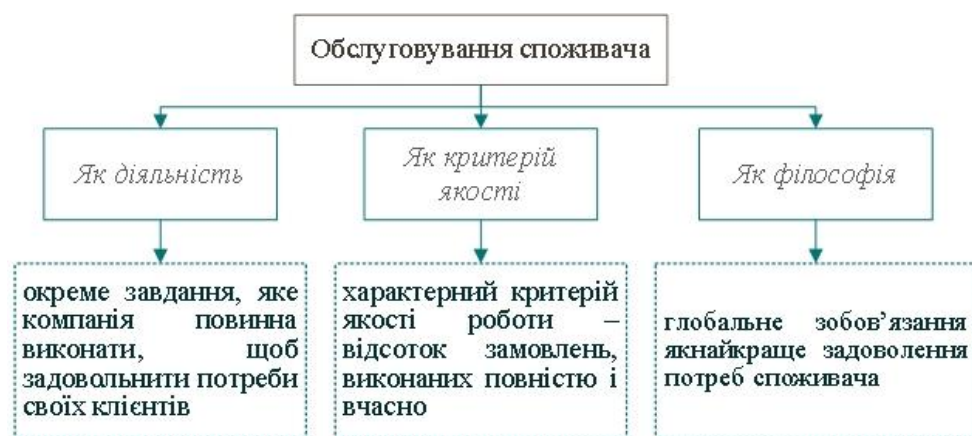 Обслуговування споживача
Як діяльність
Як критерій
якості
Як філософія
окреме завдання, яке
компанія повинна
виконати, щоб
задовольнити потреби
своїх клієнтів
характерний критерій
якості роботи –
відсоток замовлень,
виконаних повністю і
вчасно
глобальне зобов’язання
якнайкраще задоволення
потреб споживача